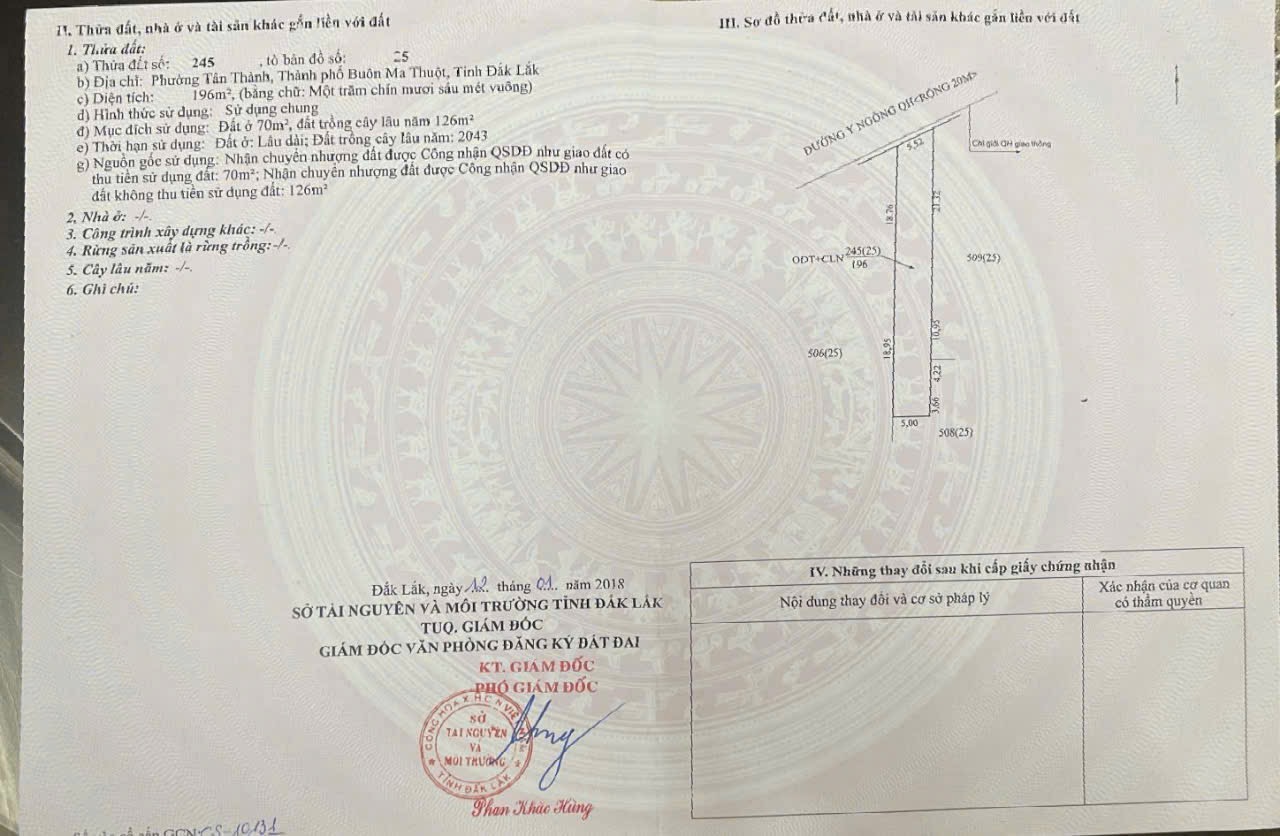 II. Thửa đất, nhà ở và tài sản khác gắn liền với đất
1. Thửa đất:
a) Thửa đất số: 245 , tờ bản đồ số: 25
b) Địa chỉ: Phường Tân Thành, Thành phố Buôn Ma Thuột, Tỉnh Đắk Lắk
c) Diện tích: 196m², (bằng chữ: Một trăm chín mươi sáu mét vuông)
d) Hình thức sử dụng: Sử dụng chung
đ) Mục đích sử dụng: Đất ở 70m², đất trồng cây lâu năm 126m²
e) Thời hạn sử dụng: Đất ở: Lâu dài; Đất trồng cây lâu năm: 2043
g) Nguồn gốc sử dụng: Nhận chuyển nhượng đất được Công nhận QSDĐ như giao đất có
thu tiền sử dụng đất: 70m²; Nhận chuyển nhượng đất được Công nhận QSDĐ như giao
đất không thu tiền sử dụng đất: 126m²
2. Nhà ở: -/-.
3. Công trình xây dựng khác: -/-.
4. Rừng sản xuất là rừng trồng: -/-.
5. Cây lâu năm: -/-.
6. Ghi chú:
Đắk Lắk, ngày 12 tháng 01 năm 2018
SỞ TÀI NGUYÊN VÀ MÔI TRƯỜNG TỈNH ĐẮK LẮK
TUQ. GIÁM ĐỐC
GIÁM ĐỐC VĂN PHÒNG ĐĂNG KÝ ĐẤT ĐAI
KT. GIÁM ĐỐC
PHÓ GIÁM ĐỐC
SỞ
TÀI NGUYÊN
VÀ
MÔI TRƯỜNG
TỈNH ĐẮK LẮK
Phan Khắc Hùng
GCN: CS-10131
III. Sơ đồ thửa đất, nhà ở và tài sản khác gắn liền với đất
ĐƯỜNG Y NGÔNG QH<RỘNG 30M>
Chỉ giới QH giao thông
5,52
18,76
21,32
ODT+CLN 245(25)
196
509(25)
10,95
18,95
506(25)
4,22
3,66
5,00
508(25)
IV. Những thay đổi sau khi cấp giấy chứng nhận
Nội dung thay đổi và cơ sở pháp lý
Xác nhận của cơ quan
có thẩm quyền